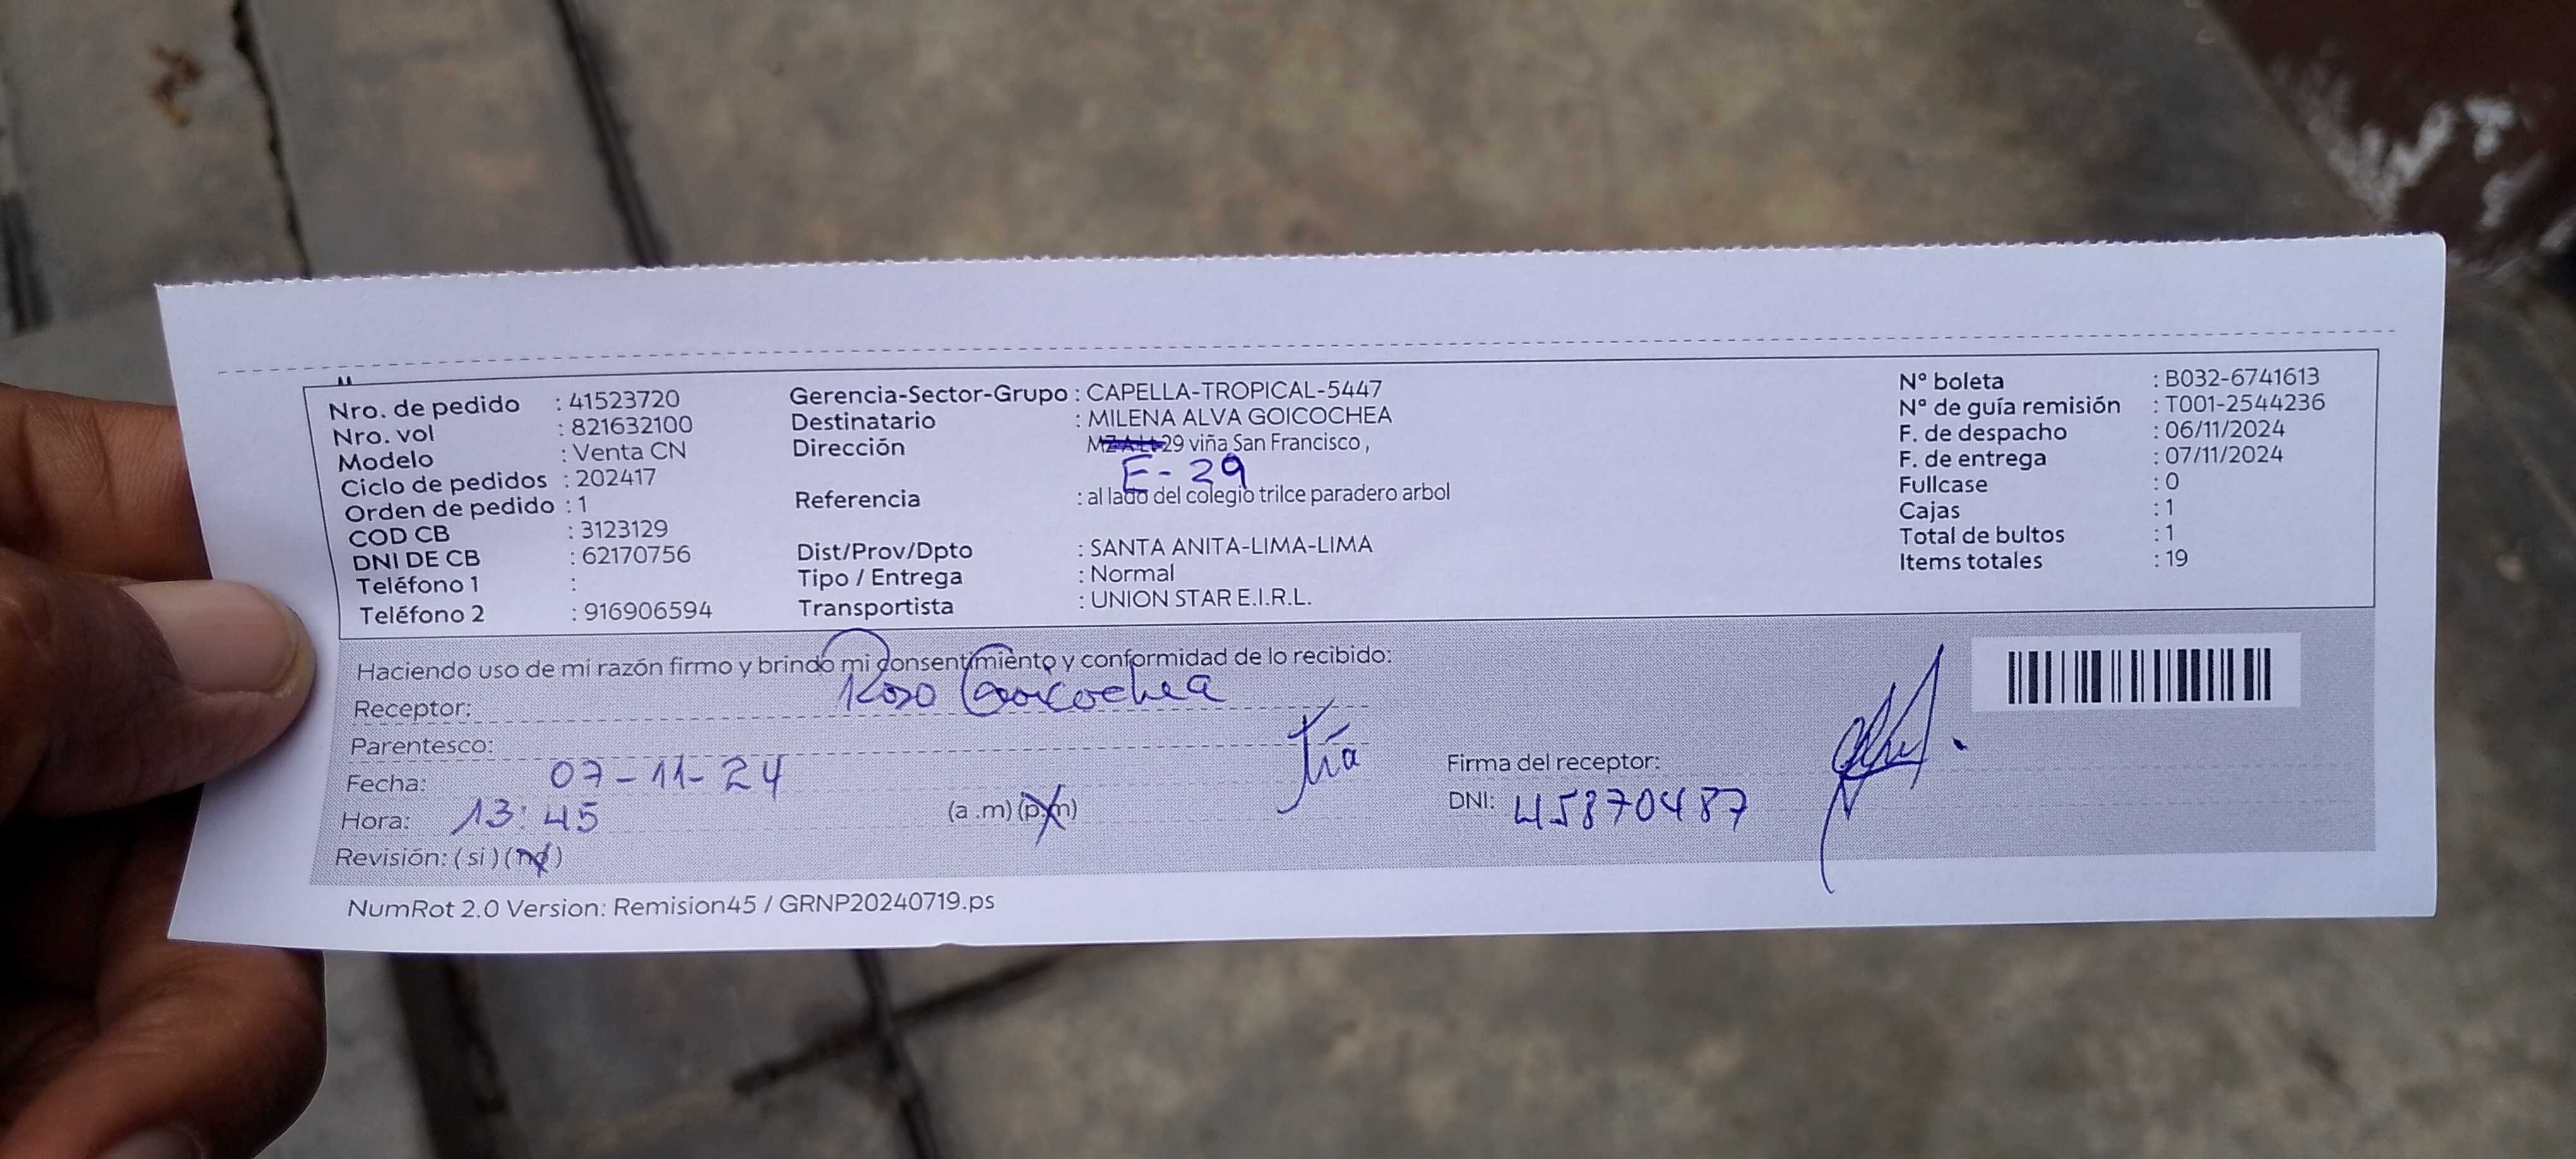 Nro. de pedido : 41523720
Nro. vol : 821632100
Modelo : Venta CN
Ciclo de pedidos : 202417
Orden de pedido : 1
COD CB : 3123129
DNI DE CB : 62170756
Teléfono 1 :
Teléfono 2 : 916906594
Gerencia-Sector-Grupo : CAPELLA-TROPICAL-5447
Destinatario : MILENA ALVA GOICOCHEA
Dirección MZ A Lt 29 viña San Francisco ,
E-29
Referencia : al lado del colegio trilce paradero arbol
Dist/Prov/Dpto : SANTA ANITA-LIMA-LIMA
Tipo / Entrega : Normal
Transportista : UNION STAR E.I.R.L.
N° boleta : B032-6741613
N° de guía remisión : T001-2544236
F. de despacho : 06/11/2024
F. de entrega : 07/11/2024
Fullcase : 0
Cajas : 1
Total de bultos : 1
Items totales : 19
Haciendo uso de mi razón firmo y brindo mi consentimiento y conformidad de lo recibido:
Receptor: Rosa Goicochea
Parentesco: tía
Fecha: 07-11-24
Hora: 13:45 (a .m) (p.m)
Revisión: ( si ) ( no )
Firma del receptor:
DNI: 45870487
NumRot 2.0 Version: Remision45 / GRNP20240719.ps